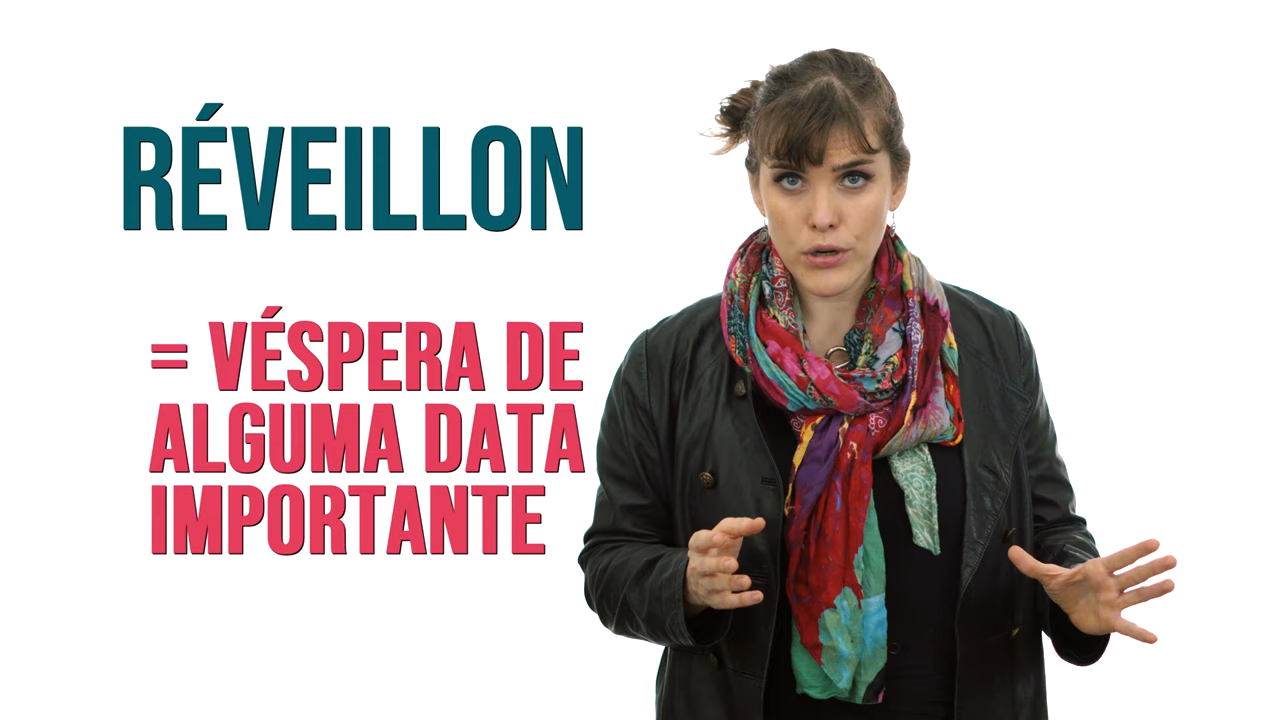 RÉVEILLON
= VÉSPERA DE
ALGUMA DATA
IMPORTANTE